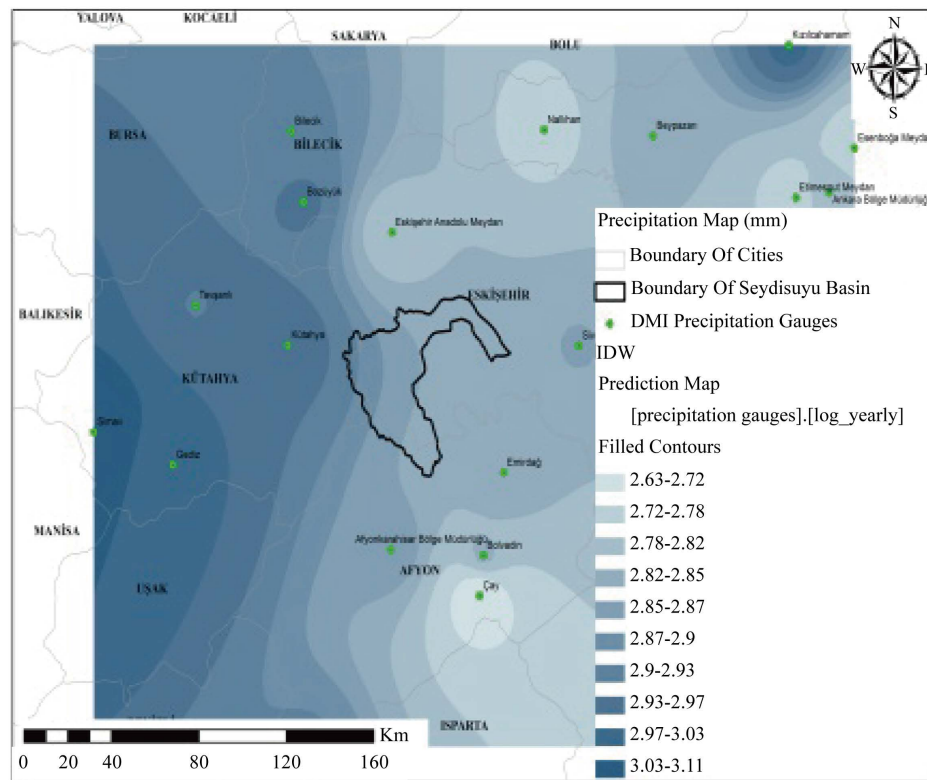 YALOVA KOCAELİ
SAKARYA
BOLU
Kızılcahamam
N
W
S
BURSA
Bilecik
BİLECİK
Nallıhan
Beypazarı
Esenboğa Meyda
Bozüyük
Etimesgut Meydan
Ankara Bölge Müdürlüğ
Eskişehir Anadolu Meydan
Precipitation Map (mm)
Boundary Of Cities
Boundary Of Seydisuyu Basin
DMI Precipitation Gauges
IDW
Prediction Map
[precipitation gauges].[log_yearly]
Filled Contours
2.63-2.72
2.72-2.78
2.78-2.82
2.82-2.85
2.85-2.87
2.87-2.9
2.9-2.93
2.93-2.97
2.97-3.03
3.03-3.11
ESKİŞEHİR
Tavşanlı
BALIKESİR
Kütahya
KÜTAHYA
Simav
Gediz
Emirdağ
MANİSA
Afyonkarahisar Bölge Müdürlüğü
Bolvadin
AFYON
UŞAK
Çay
ISPARTA
Km
0 20 40 80 120 160